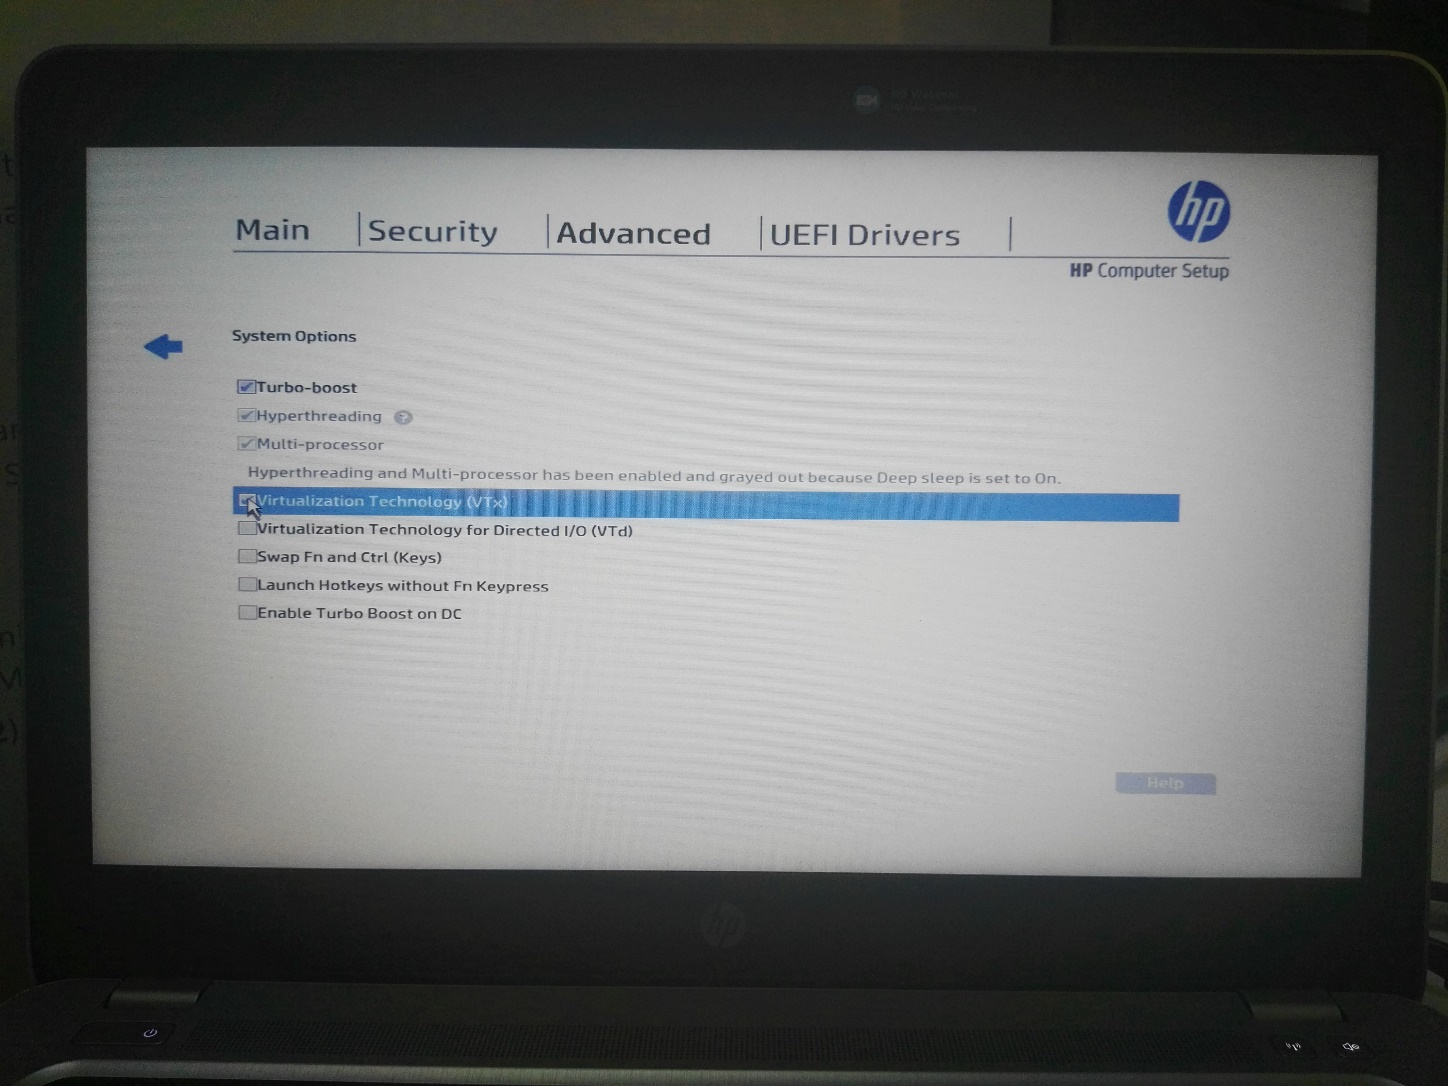 Main
Security
Advanced
UEFI Drivers
hp
HP Computer Setup
System Options
Turbo-boost
Hyperthreading ?
Multi-processor
Hyperthreading and Multi-processor has been enabled and grayed out because Deep sleep is set to On.
Virtualization Technology (VTx)
Virtualization Technology for Directed I/O (VTd)
Swap Fn and Ctrl (Keys)
Launch Hotkeys without Fn Keypress
Enable Turbo Boost on DC
Help
hp